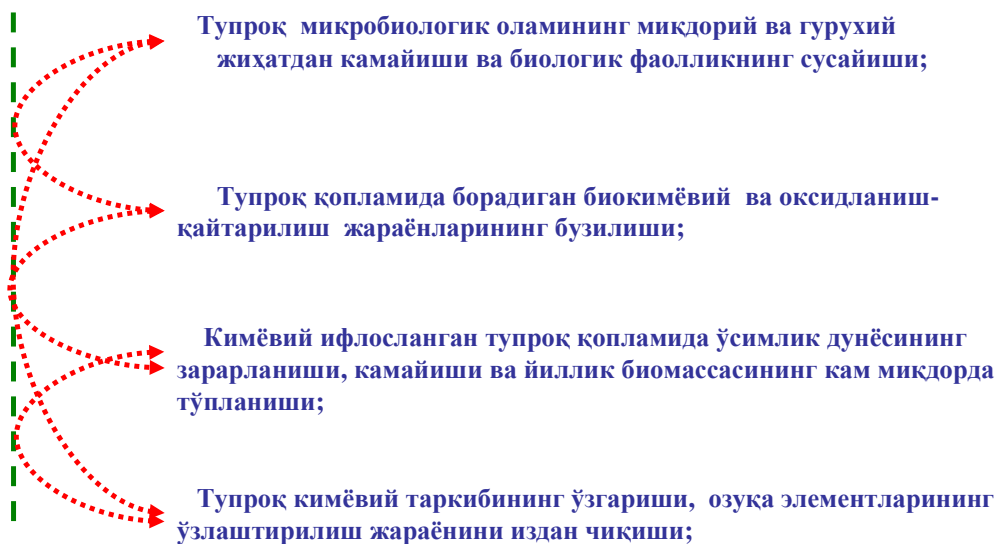 Тупроқ микробиологик оламининг миқдорий ва гурухий
жиҳатдан камайиши ва биологик фаолликнинг сусайиши;
Тупроқ қопламида борадиган биокимёвий ва оксидланиш-
қайтарилиш жараёнларининг бузилиши;
Кимёвий ифлосланган тупроқ қопламида ўсимлик дунёсининг
зарарланиши, камайиши ва йиллик биомассасининг кам миқдорда
тўпланиши;
Тупроқ кимёвий таркибининг ўзгариши, озуқа элементларининг
ўзлаштирилиш жараёнини издан чиқиши;